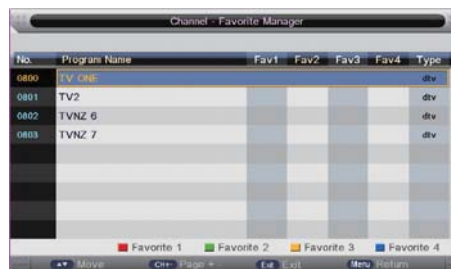 Channel - Favorite Manager
No. Program Name Fav1 Fav2 Fav3 Fav4 Type
0800 TV ONE dtv
0801 TV2 dtv
0802 TVNZ 6 dtv
0803 TVNZ 7 dtv
Favorite 1 Favorite 2 Favorite 3 Favorite 4
▲▼ Move CH+- Page + - Exit Exit Menu Return